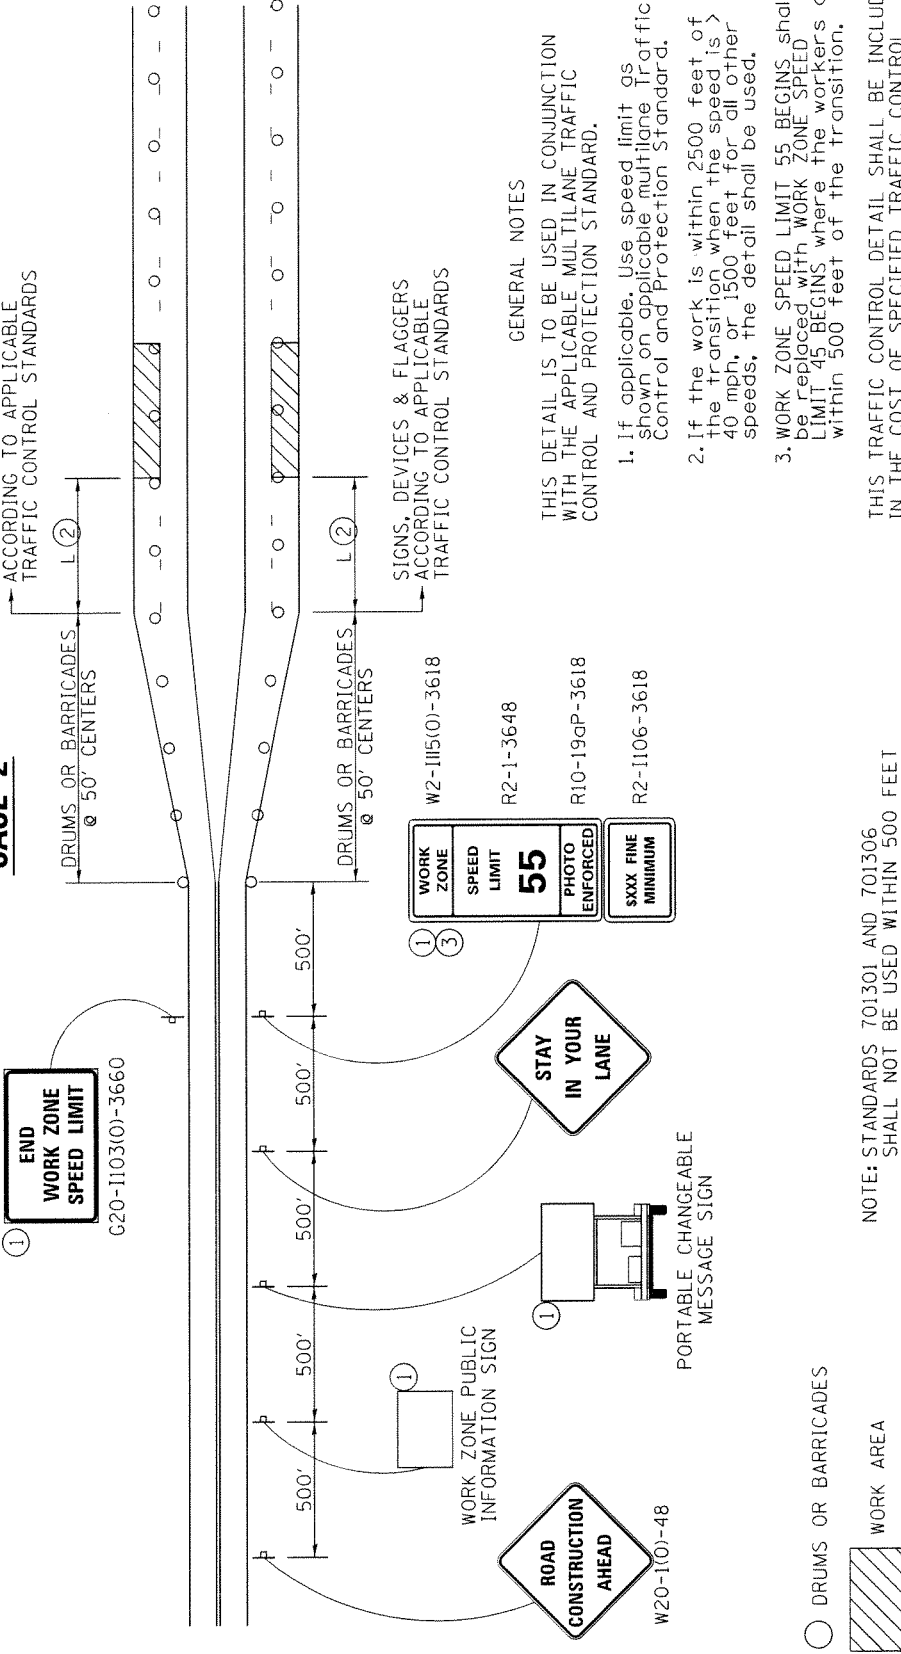 ACCORDING TO APPLICABLE
TRAFFIC CONTROL STANDARDS
L 2
DRUMS OR BARRICADES
@ 50' CENTERS
END
WORK ZONE
SPEED LIMIT
1
G20-I103(O)-3660
500'
500'
500'
500'
500'
DRUMS OR BARRICADES
@ 50' CENTERS
L 2
SIGNS, DEVICES & FLAGGERS
ACCORDING TO APPLICABLE
TRAFFIC CONTROL STANDARDS
ROAD
CONSTRUCTION
AHEAD
W20-1(O)-48
1
WORK ZONE PUBLIC
INFORMATION SIGN
1
PORTABLE CHANGEABLE
MESSAGE SIGN
STAY
IN YOUR
LANE
1
3
WORK
ZONE
SPEED
LIMIT
55
PHOTO
ENFORCED
$XXX FINE
MINIMUM
W2-I115(O)-3618
R2-1-3648
R10-19aP-3618
R2-I106-3618
GENERAL NOTES
THIS DETAIL IS TO BE USED IN CONJUNCTION
WITH THE APPLICABLE MULTILANE TRAFFIC
CONTROL AND PROTECTION STANDARD.
1. If applicable. Use speed limit as
shown on applicable multilane Traffic
Control and Protection Standard.
2. If the work is within 2500 feet of
the transition when the speed is >
40 mph, or 1500 feet for all other
speeds, the detail shall be used.
3. WORK ZONE SPEED LIMIT 55 BEGINS
be replaced with WORK ZONE SPEED
LIMIT 45 BEGINS where the workers
within 500 feet of the transition.
THIS TRAFFIC CONTROL DETAIL SHALL BE
IN THE COST OF SPECIFIED TRAFFIC CONTROL
DRUMS OR BARRICADES
WORK AREA
NOTE: STANDARDS 701301 AND 701306
SHALL NOT BE USED WITHIN 500 FEET